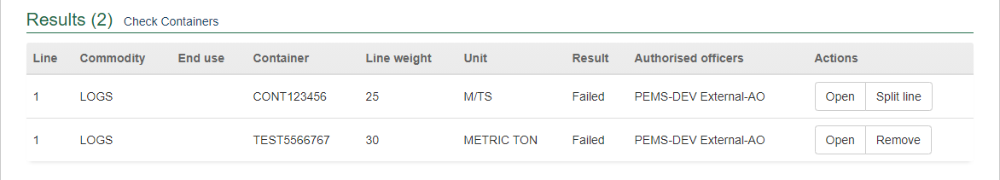 Results (2) Check Containers
Line Commodity End use Container Line weight Unit Result Authorised officers Actions
1 LOGS CONT123456 25 M/TS Failed PEMS-DEV External-AO Open Split line
1 LOGS TEST5566767 30 METRIC TON Failed PEMS-DEV External-AO Open Remove